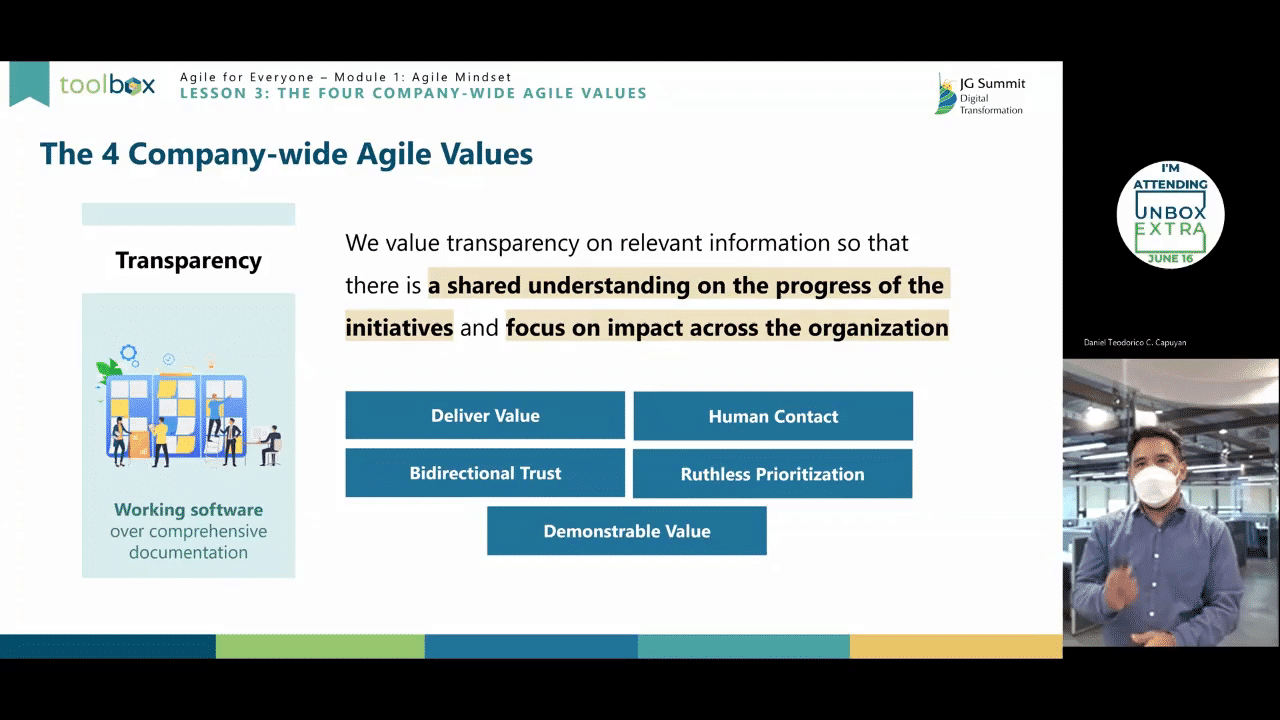 toolbox
Agile for Everyone – Module 1: Agile Mindset
LESSON 3: THE FOUR COMPANY-WIDE AGILE VALUES
JG Summit
Digital
Transformation
The 4 Company-wide Agile Values
Transparency
Working software
over comprehensive
documentation
We value transparency on relevant information so that
there is a shared understanding on the progress of the
initiatives and focus on impact across the organization
Deliver Value
Human Contact
Bidirectional Trust
Ruthless Prioritization
Demonstrable Value
I'M
ATTENDING
UNBOX
EXTRA
JUNE 16
Daniel Teodorico C. Capuyan